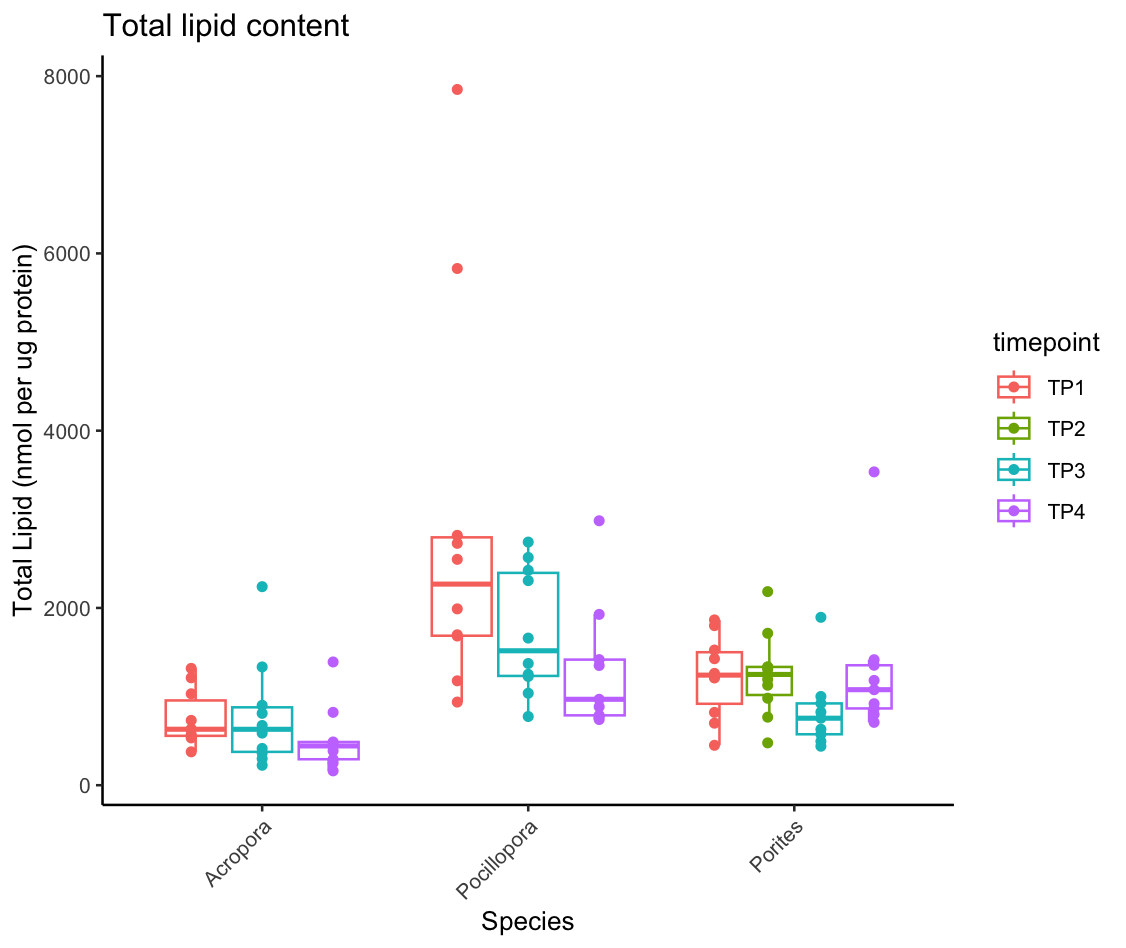 Total lipid content
8000
6000
4000
2000
0
Total Lipid (nmol per ug protein)
Acropora
Pocillopora
Porites
Species
timepoint
TP1
TP2
TP3
TP4